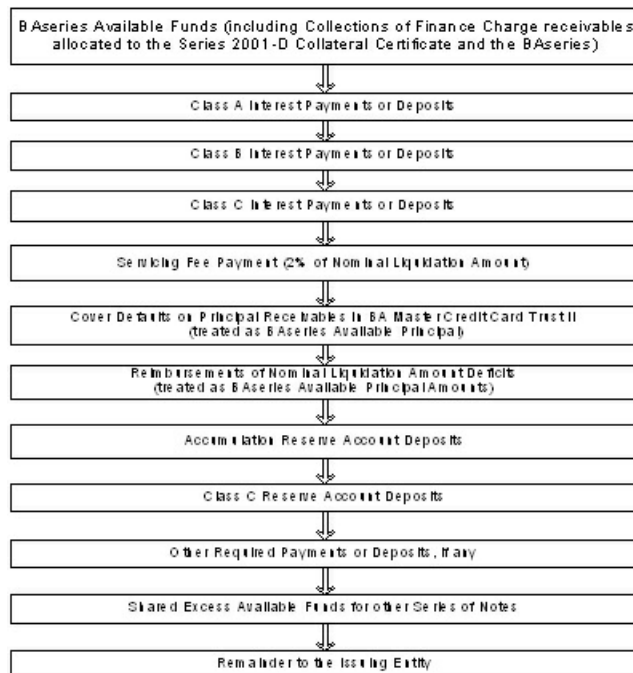 BAseries Available Funds (including Collections of Finance Charge receivables
allocated to the Series 2001-D Collateral Certificate and the BAseries)
Class A Interest Payments or Deposits
Class B Interest Payments or Deposits
Class C Interest Payments or Deposits
Servicing Fee Payment (2% of Nominal Liquidation Amount)
Cover Defaults on Principal Receivables in BA Master Credit Card Trust II
(treated as BAseries Available Principal)
Reimbursements of Nominal Liquidation Amount Deficits
(treated as BAseries Available Principal Amounts)
Accumulation Reserve Account Deposits
Class C Reserve Account Deposits
Other Required Payments or Deposits, if any
Shared Excess Available Funds for other Series of Notes
Remainder to the Issuing Entity